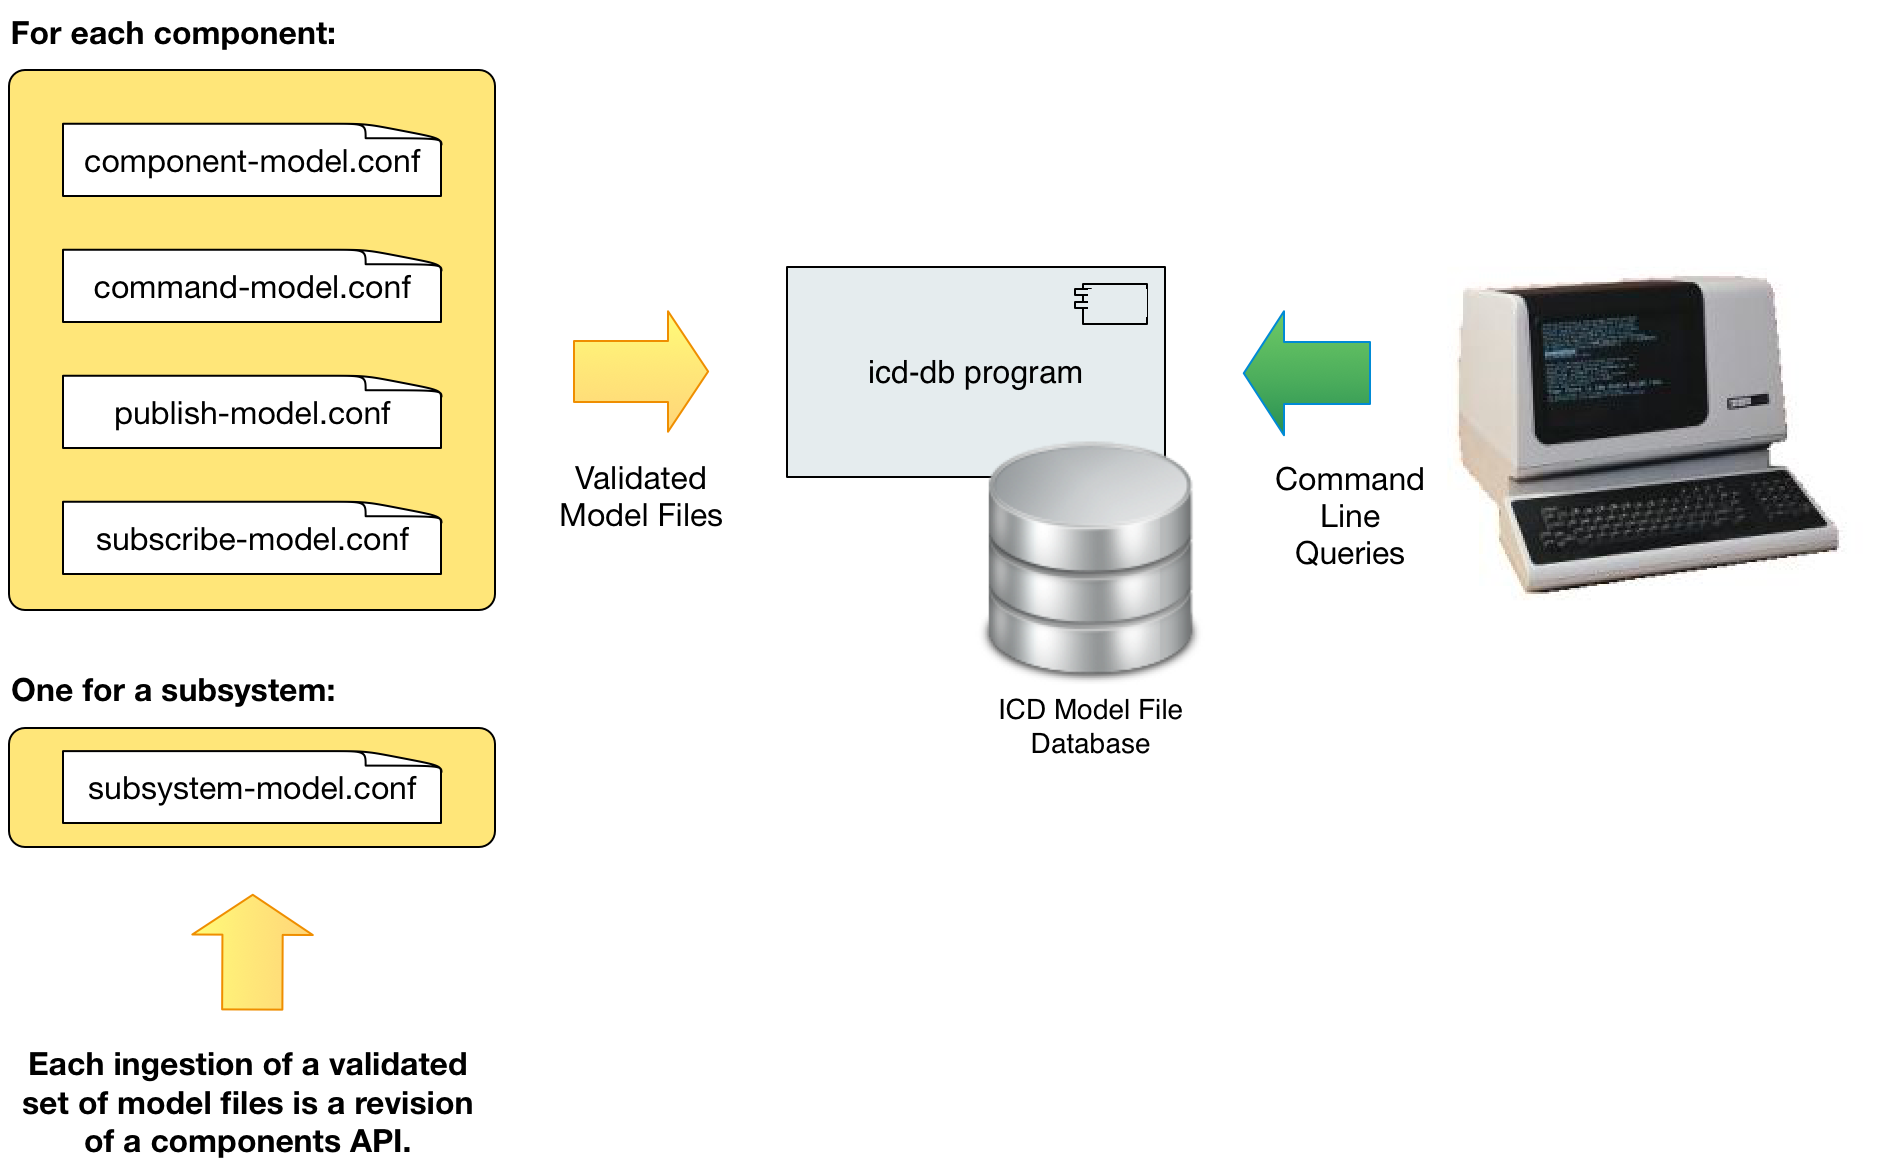 For each component:
component-model.conf
command-model.conf
publish-model.conf
subscribe-model.conf
Validated
Model Files
icd-db program
ICD Model File
Database
Command
Line
Queries
One for a subsystem:
subsystem-model.conf
Each ingestion of a validated
set of model files is a revision
of a components API.